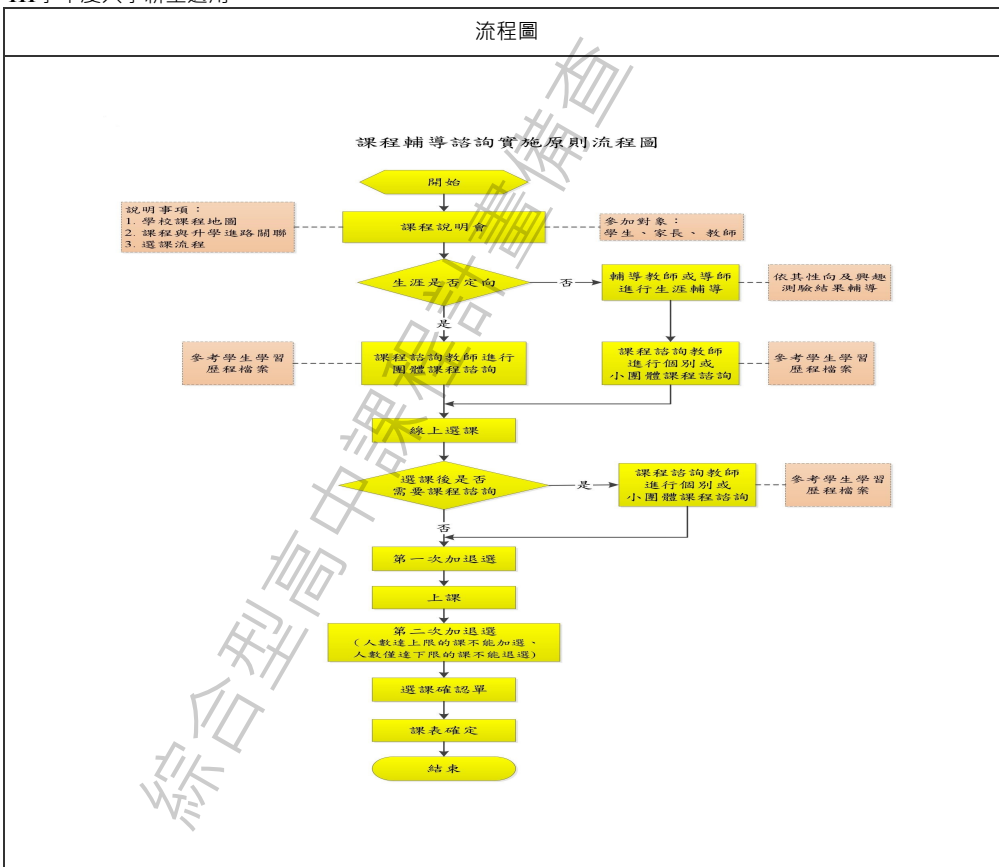 流程圖
課程輔導諮詢實施原則流程圖
開始
說明事項：
1. 學校課程地圖
2. 課程與升學進路關聯
3. 選課流程
課程說明會
參加對象：
學生、家長、教師
生涯是否定向
否
輔導教師或導師
進行生涯輔導
依其性向及興趣
測驗結果輔導
是
參考學生學習
歷程檔案
課程諮詢教師進行
團體課程諮詢
課程諮詢教師
進行個別或
小團體課程諮詢
參考學生學習
歷程檔案
線上選課
選課後是否
需要課程諮詢
是
課程諮詢教師
進行個別或
小團體課程諮詢
參考學生學習
歷程檔案
否
第一次加退選
上課
第二次加退選
（人數達上限的課不能加選、
人數僅達下限的課不能退選)
選課確認單
課表確定
結束
綜合型高中課程計畫備查